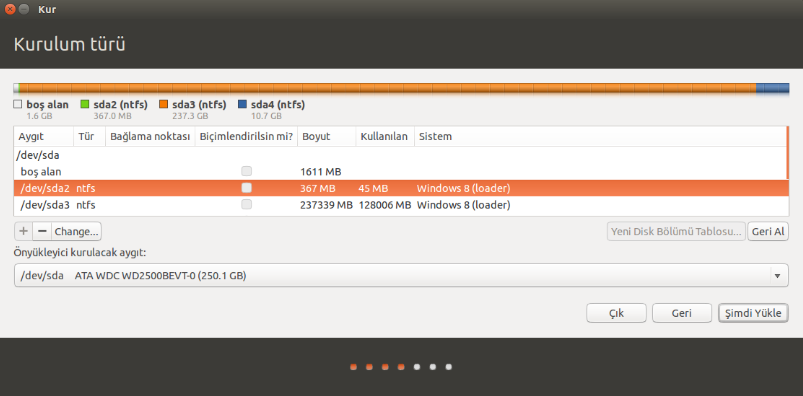 Kur
Kurulum türü
boş alan sda2 (ntfs) sda3 (ntfs) sda4 (ntfs)
1.6 GB 367.0 MB 237.3 GB 10.7 GB
Aygıt Tür Bağlama noktası Biçimlendirilsin mi? Boyut Kullanılan Sistem
/dev/sda
boş alan 1611 MB
/dev/sda2 ntfs 367 MB 45 MB Windows 8 (loader)
/dev/sda3 ntfs 237339 MB 128006 MB Windows 8 (loader)
+ − Change... Yeni Disk Bölümü Tablosu... Geri Al
Önyükleyici kurulacak aygıt:
/dev/sda ATA WDC WD2500BEVT-0 (250.1 GB)
Çık Geri Şimdi Yükle